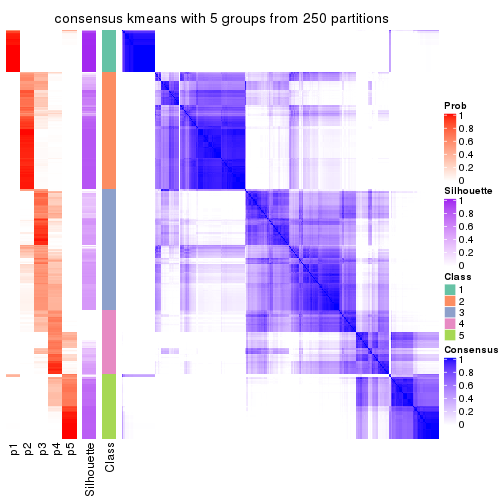 consensus kmeans with 5 groups from 250 partitions
Prob
1
0.8
0.6
0.4
0.2
0
Silhouette
1
0.8
0.6
0.4
0.2
0
Class
1
2
3
4
5
Consensus
1
0.8
0.6
0.4
0.2
0
p1
p2
p3
p4
p5
Silhouette
Class